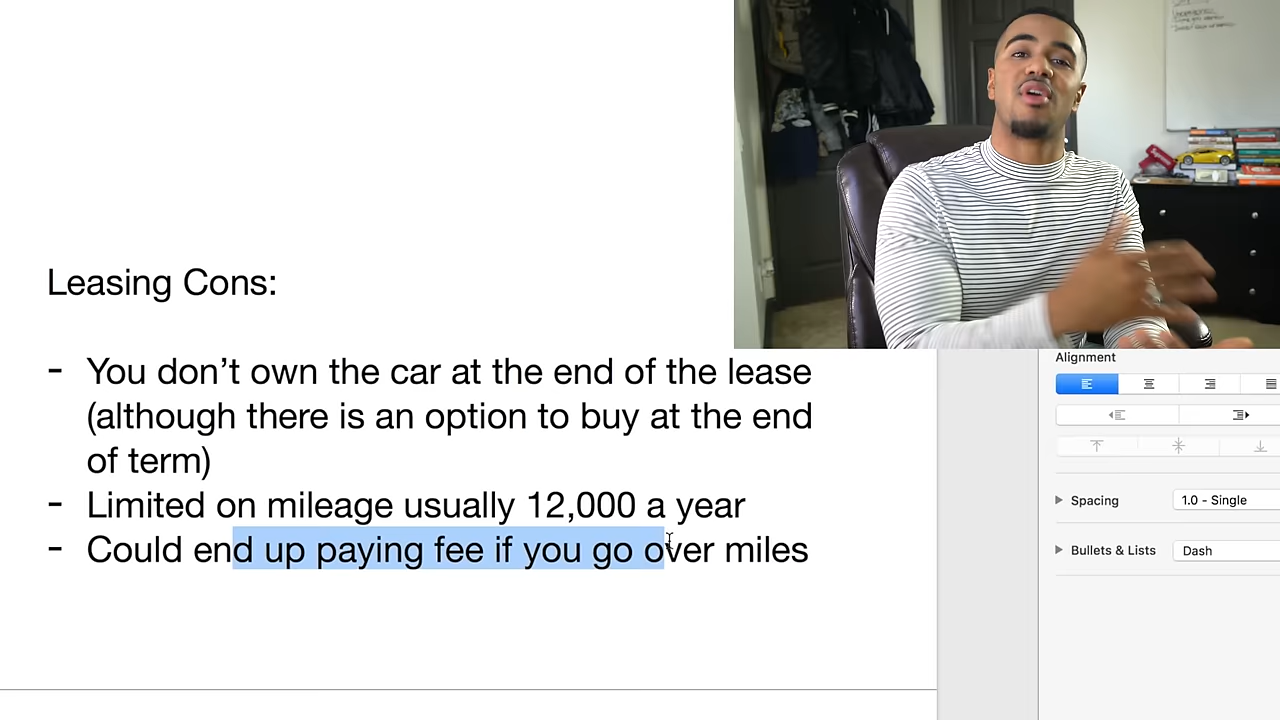 Leasing Cons:
- You don’t own the car at the end of the lease
(although there is an option to buy at the end
of term)
- Limited on mileage usually 12,000 a year
- Could end up paying fee if you go over miles
Alignment
Spacing
1.0 - Single
Bullets & Lists
Dash